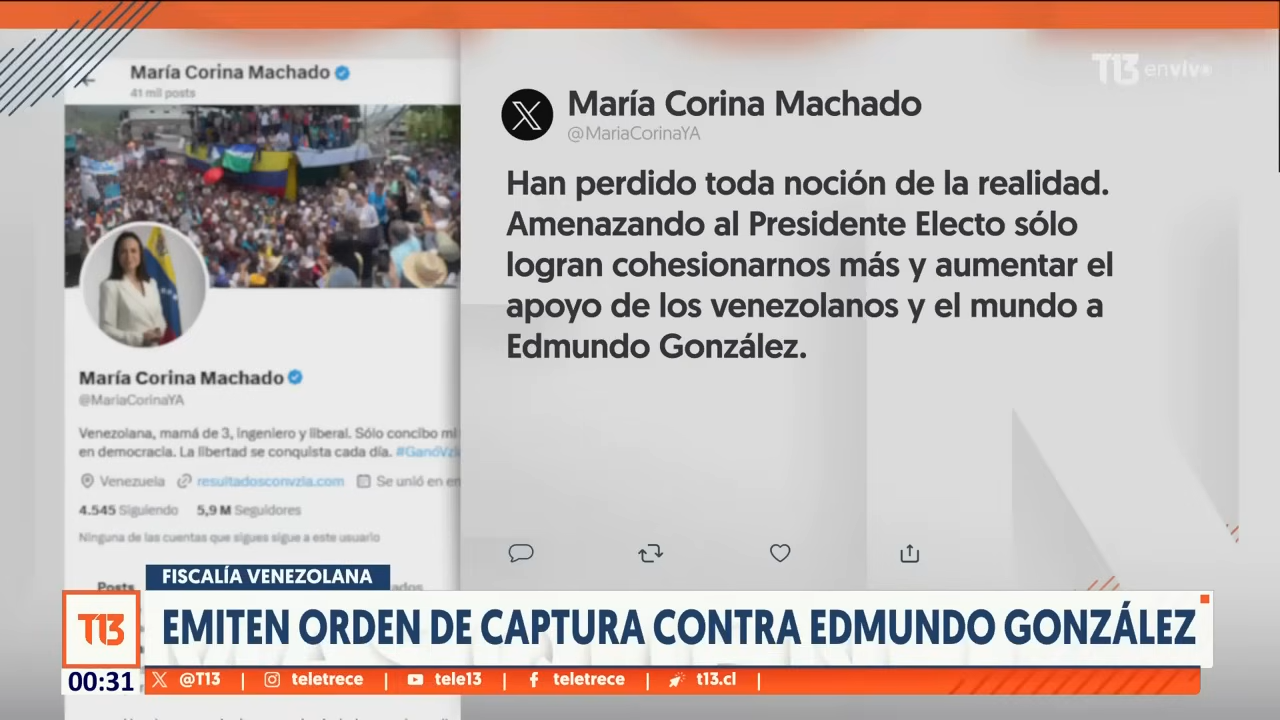 María Corina Machado
41 mil posts
María Corina Machado
@MariaCorinaYA
Venezolana, mamá de 3, ingeniero y liberal. Sólo concibo mi
en democracia. La libertad se conquista cada día. #GanóVzl
Venezuela resultadosconvzla.com Se unió en en
4.545 Siguiendo 5,9 M Seguidores
Ninguna de las cuentas que sigues sigue a este usuario
Posts
T13 envivo
X María Corina Machado
@MariaCorinaYA
Han perdido toda noción de la realidad.
Amenazando al Presidente Electo sólo
logran cohesionarnos más y aumentar el
apoyo de los venezolanos y el mundo a
Edmundo González.
FISCALÍA VENEZOLANA
T13 EMITEN ORDEN DE CAPTURA CONTRA EDMUNDO GONZÁLEZ
00:31 X @T13 | teletrece | tele13 | teletrece | t13.cl |